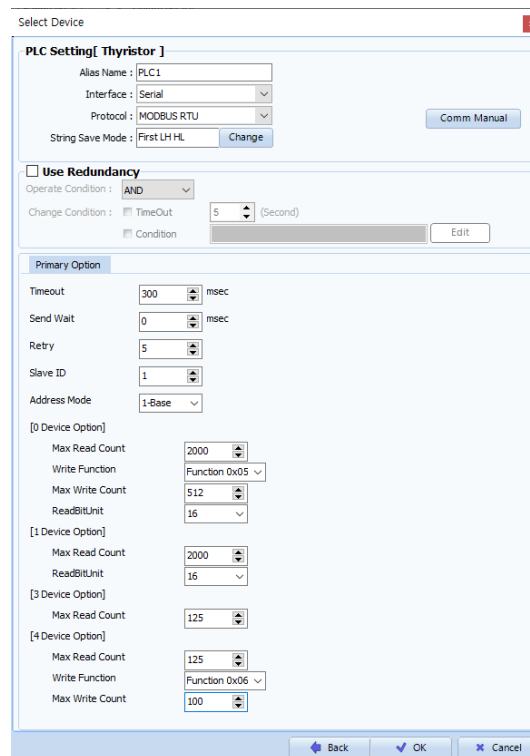 Select Device
PLC Setting[ Thyristor ]
Alias Name : PLC1
Interface : Serial
Protocol : MODBUS RTU
Comm Manual
String Save Mode : First LH HL Change
Use Redundancy
Operate Condition : AND
Change Condition : TimeOut 5 (Second)
Condition Edit
Primary Option
Timeout 300 msec
Send Wait 0 msec
Retry 5
Slave ID 1
Address Mode 1-Base
[0 Device Option]
Max Read Count 2000
Write Function Function 0x05
Max Write Count 512
ReadBitUnit 16
[1 Device Option]
Max Read Count 2000
ReadBitUnit 16
[3 Device Option]
Max Read Count 125
[4 Device Option]
Max Read Count 125
Write Function Function 0x06
Max Write Count 100
Back OK Cancel